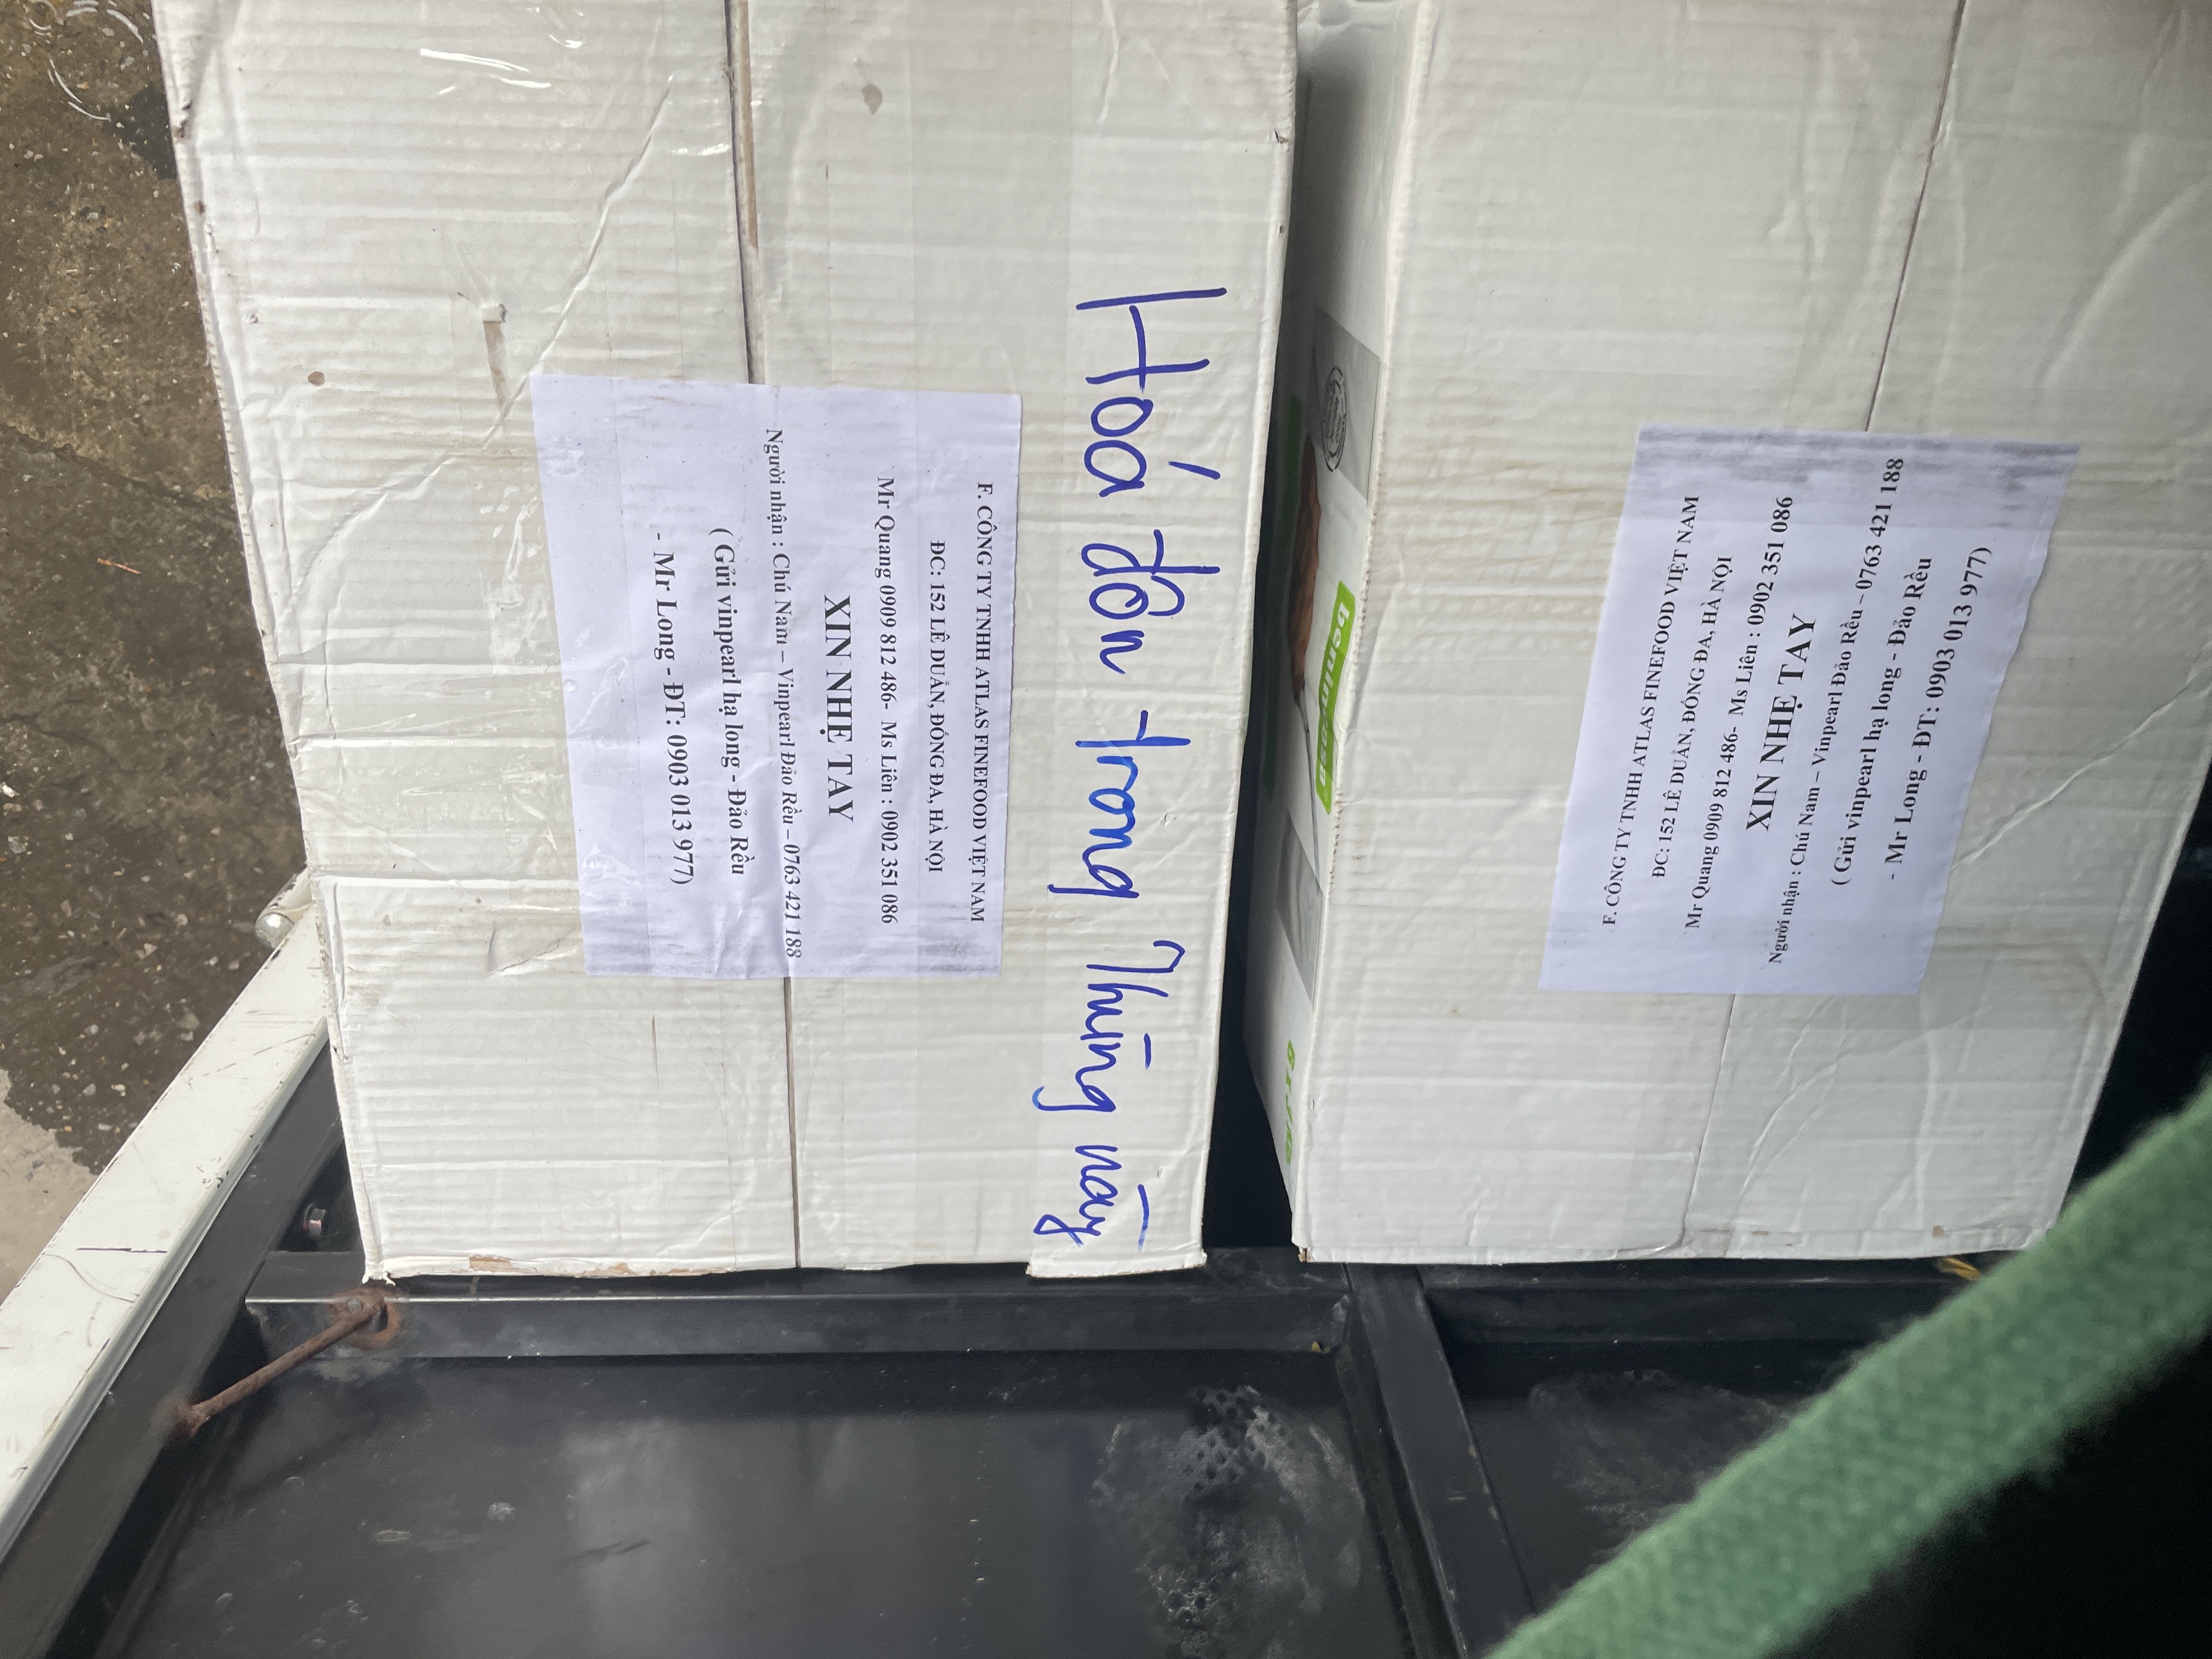 Hoá đơn trong Thùng này
F. CÔNG TY TNHH ATLAS FINEFOOD VIỆT NAM
ĐC: 152 LÊ DUẨN, ĐỐNG ĐA, HÀ NỘI
Mr Quang 0909 812 486- Ms Liên : 0902 351 086
XIN NHẸ TAY
Người nhận : Chú Nam – Vinpearl Đảo Rều – 0763 421 188
( Gửi vinpearl hạ long - Đảo Rều
- Mr Long - ĐT: 0903 013 977)
F. CÔNG TY TNHH ATLAS FINEFOOD VIỆT NAM
ĐC: 152 LÊ DUẨN, ĐỐNG ĐA, HÀ NỘI
Mr Quang 0909 812 486- Ms Liên : 0902 351 086
XIN NHẸ TAY
Người nhận : Chú Nam – Vinpearl Đảo Rều – 0763 421 188
( Gửi vinpearl hạ long - Đảo Rều
- Mr Long - ĐT: 0903 013 977)